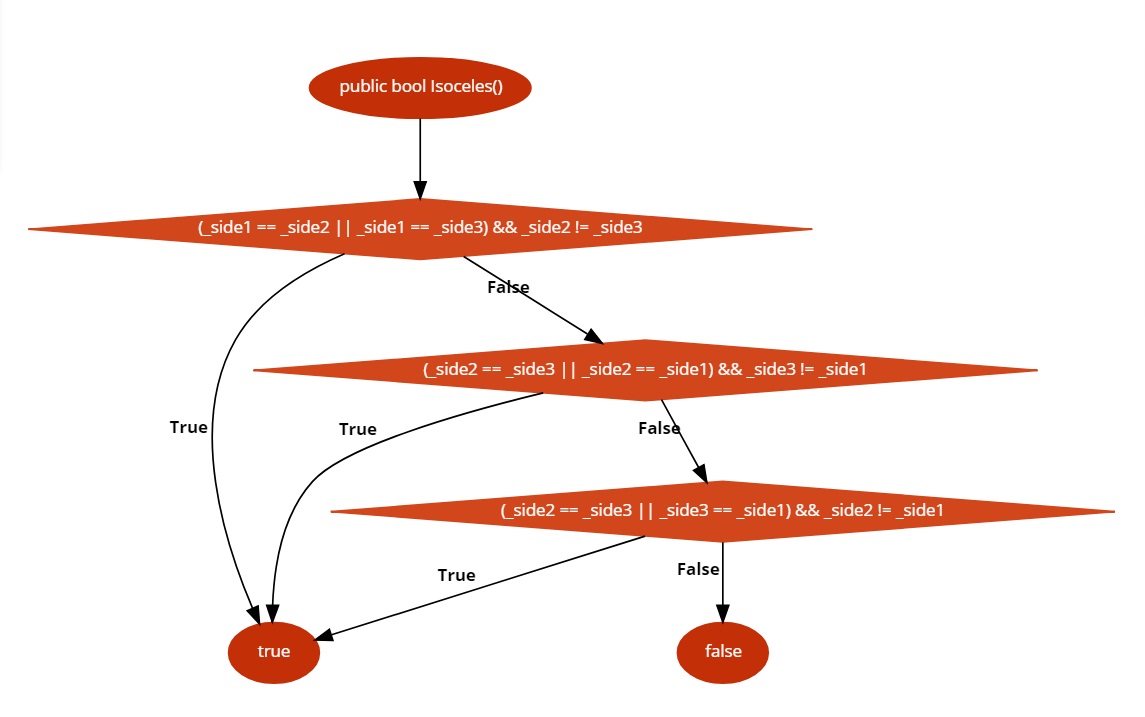 public bool Isoceles()
(_side1 == _side2 || _side1 == _side3) && _side2 != _side3
False
(_side2 == _side3 || _side2 == _side1) && _side3 != _side1
True
True
False
(_side2 == _side3 || _side3 == _side1) && _side2 != _side1
True
False
true
false